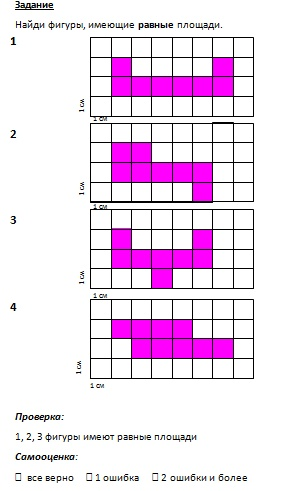 Задание
Найди фигуры, имеющие равные площади.
1
1 см
1 см
2
1 см
1 см
3
1 см
1 см
4
1 см
1 см
Проверка:
1, 2, 3 фигуры имеют равные площади
Самооценка:
все верно 1 ошибка 2 ошибки и более